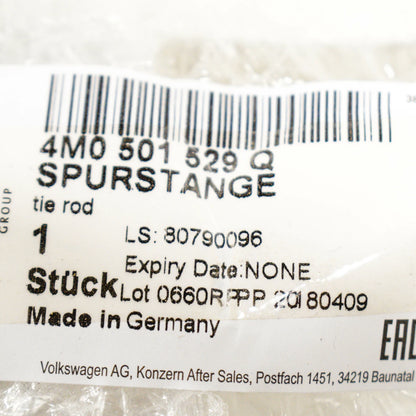 4M0 501 529 Q
SPURSTANGE
tie rod
1
LS: 80790096
Expiry Date:NONE
Stück Lot 0660RPPP 20180409
Made in Germany
EAC
Volkswagen AG, Konzern After Sales, Postfach 1451, 34219 Baunatal
GROUP